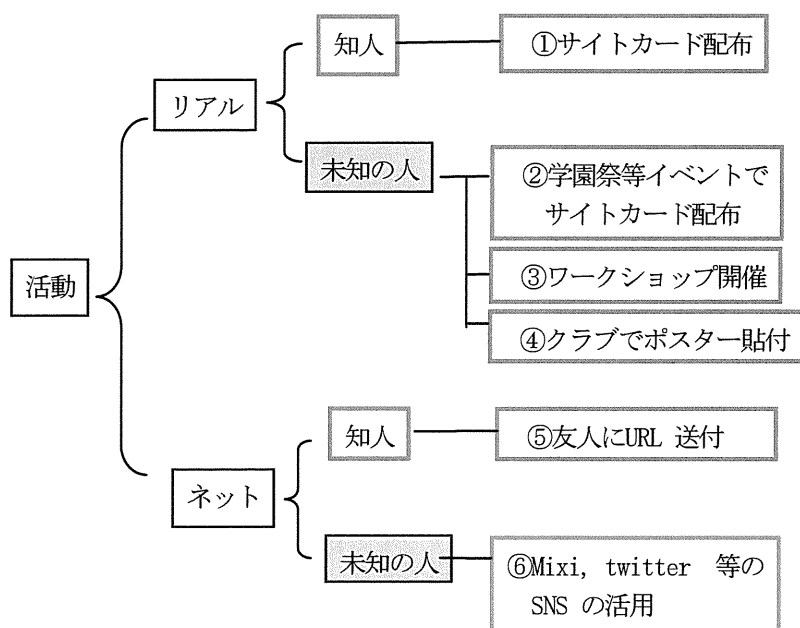 活動
リアル
知人
①サイトカード配布
未知の人
②学園祭等イベントで
サイトカード配布
③ワークショップ開催
④クラブでポスター貼付
ネット
知人
⑤友人にURL 送付
未知の人
⑥Mixi, twitter 等の
SNS の活用